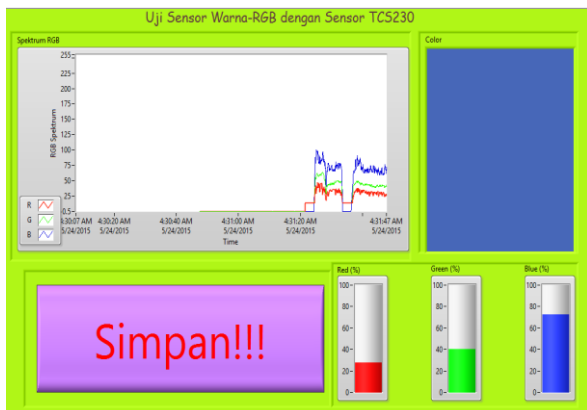 Uji Sensor Warna-RGB dengan Sensor TCS230
Spektrum RGB
255-
225-
200-
175-
150-
125-
100-
75-
50-
25-
0.5
RGB Spektrum
R
G
B
4:30:07 AM 4:30:20 AM 4:30:40 AM 4:31:00 AM 4:31:20 AM 4:31:47 AM
5/24/2015 5/24/2015 5/24/2015 5/24/2015 5/24/2015 5/24/2015
Time
Color
Simpan!!!
Red (%)
100-
80-
60-
40-
20-
0-
Green (%)
100-
80-
60-
40-
20-
0-
Blue (%)
100-
80-
60-
40-
20-
0-